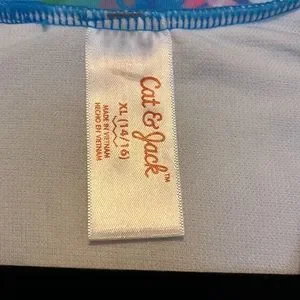 Cat & Jack™
XL (14/16)
MADE IN VIETNAM
HECHO EN VIETNAM